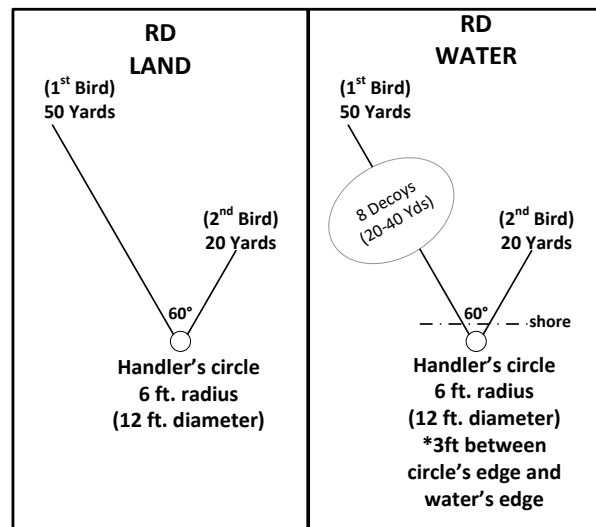 RD
LAND
(1st Bird)
50 Yards
(2nd Bird)
20 Yards
60°
Handler's circle
6 ft. radius
(12 ft. diameter)
RD
WATER
(1st Bird)
50 Yards
8 Decoys
(20-40 Yds)
(2nd Bird)
20 Yards
60°
shore
Handler's circle
6 ft. radius
(12 ft. diameter)
*3ft between
circle's edge and
water's edge